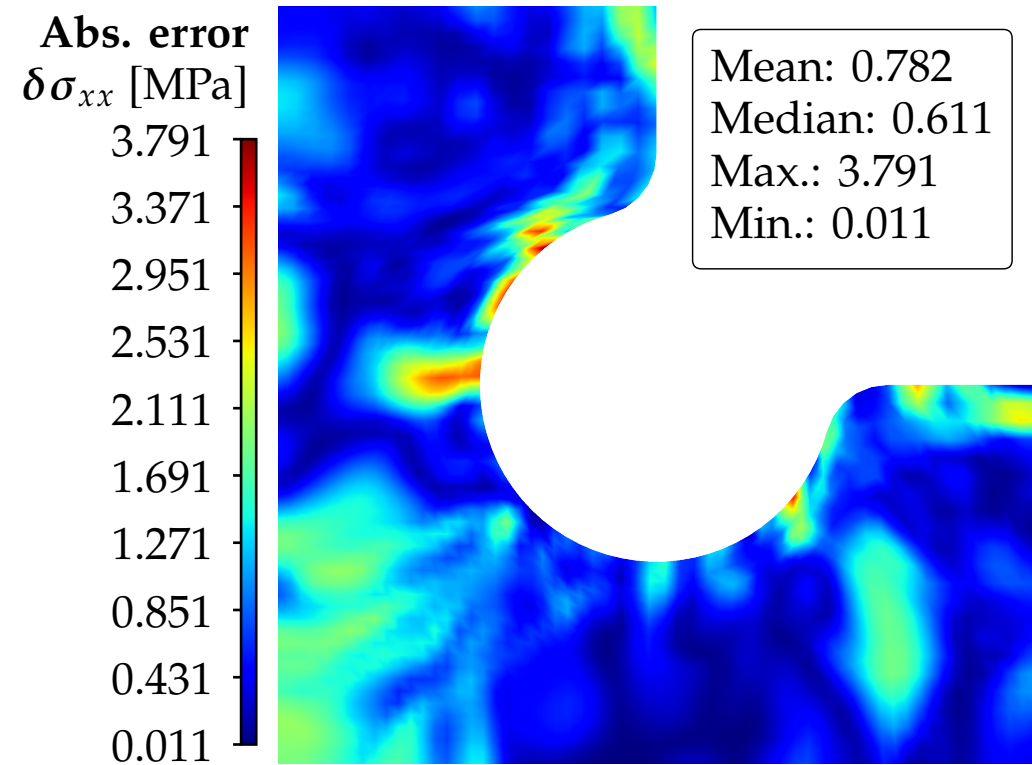 Abs. error
δσxx [MPa]
3.791
3.371
2.951
2.531
2.111
1.691
1.271
0.851
0.431
0.011
Mean: 0.782
Median: 0.611
Max.: 3.791
Min.: 0.011